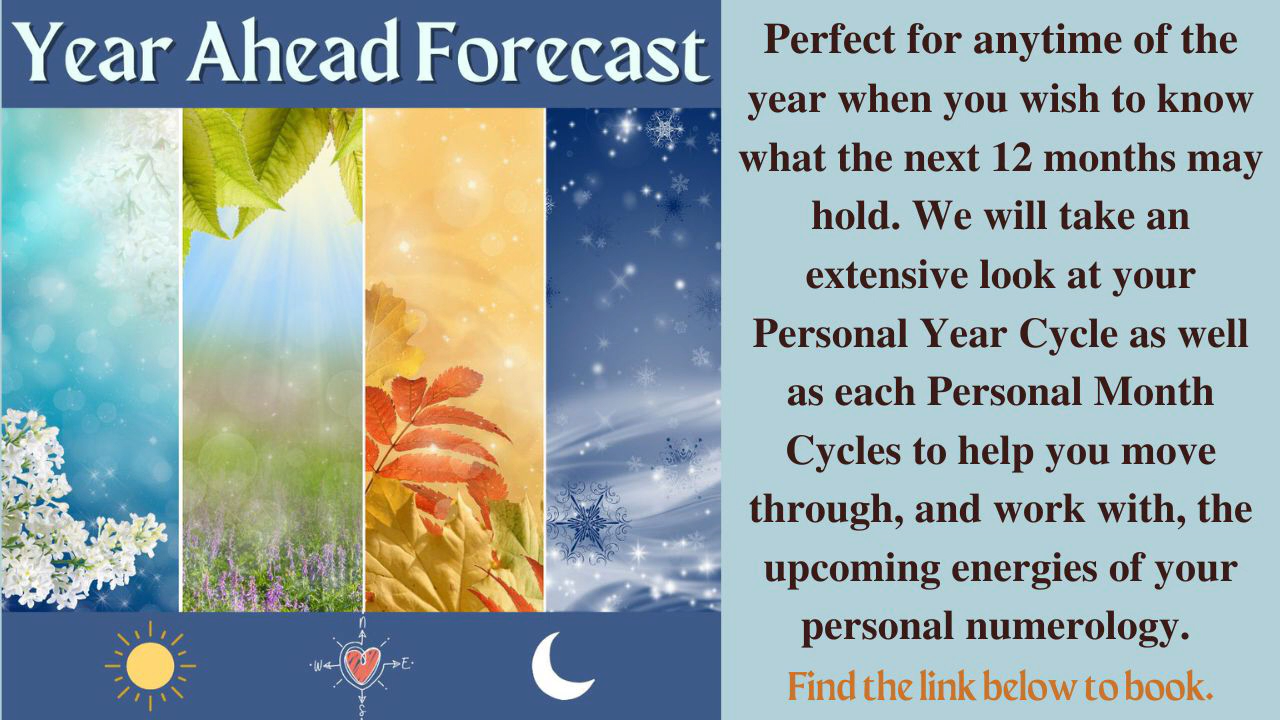 Year Ahead Forecast
Perfect for anytime of the
year when you wish to know
what the next 12 months may
hold. We will take an
extensive look at your
Personal Year Cycle as well
as each Personal Month
Cycles to help you move
through, and work with, the
upcoming energies of your
personal numerology.
Find the link below to book.
n
W E
S